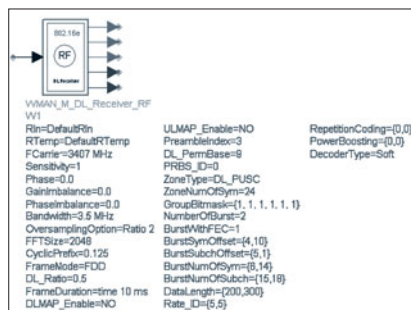 802.16e
RF
DL Receiver
WMAN_M_DL_Receiver_RF
W1
RIn=DefaultRIn
RTemp=DefaultRTemp
FCarrier=3407 MHz
Sensitivity=1
Phase=0.0
GainImbalance=0.0
PhaseImbalance=0.0
Bandwidth=3.5 MHz
OversamplingOption=Ratio 2
FFTSize=2048
CyclicPrefix=0.125
FrameMode=FDD
DL_Ratio=0.5
FrameDuration=time 10 ms
DLMAP_Enable=NO
ULMAP_Enable=NO
PreambleIndex=3
DL_PermBase=9
PRBS_ID=0
ZoneType=DL_PUSC
ZoneNumOfSym=24
GroupBitmask={1, 1, 1, 1, 1, 1}
NumberOfBurst=2
BurstWithFEC=1
BurstSymOffset={4,10}
BurstSubchOffset={5,1}
BurstNumOfSym={6,14}
BurstNumOfSubch={15,18}
DataLength={200,300}
Rate_ID={5,5}
RepetitionCoding={0,0}
PowerBoosting={0,0}
DecoderType=Soft